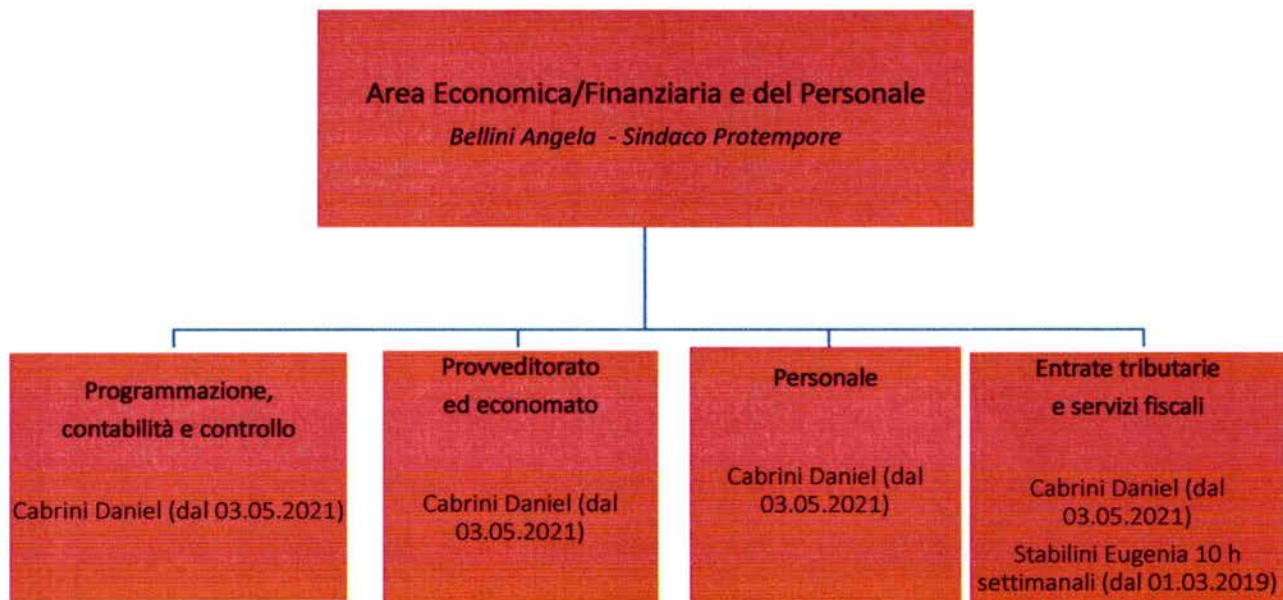 Area Economica/Finanziaria e del Personale
Bellini Angela - Sindaco Protempore
Programmazione,
contabilità e controllo
Cabrini Daniel (dal 03.05.2021)
Provveditorato
ed economato
Cabrini Daniel (dal
03.05.2021)
Personale
Cabrini Daniel (dal
03.05.2021)
Entrate tributarie
e servizi fiscali
Cabrini Daniel (dal
03.05.2021)
Stabilini Eugenia 10 h
settimanali (dal 01.03.2019)